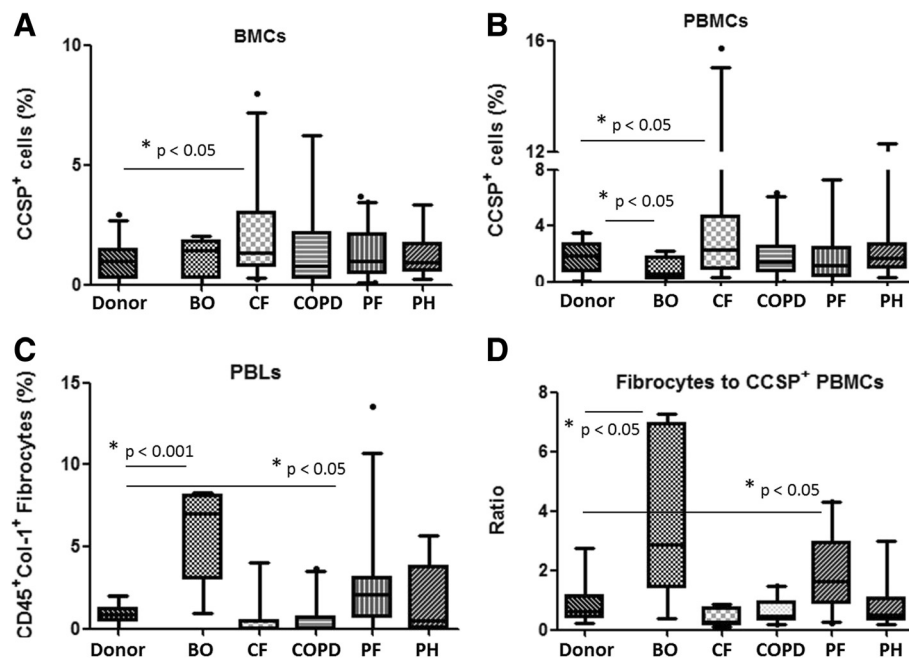 A
BMCs
CCSP⁺ cells (%)
10
5
0
* p < 0.05
Donor BO CF COPD PF PH
B
PBMCs
CCSP⁺ cells (%)
16
12
8
4
0
* p < 0.05
* p < 0.05
Donor BO CF COPD PF PH
C
PBLs
CD45⁺Col-1⁺ Fibrocytes (%)
15
10
5
0
* p < 0.001
* p < 0.05
Donor BO CF COPD PF PH
D
Fibrocytes to CCSP⁺ PBMCs
Ratio
8
6
4
2
0
* p < 0.05
* p < 0.05
Donor BO CF COPD PF PH